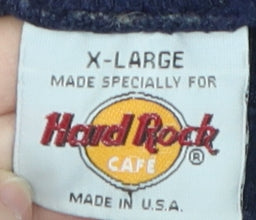 X-LARGE
MADE SPECIALLY FOR
Hard Rock
CAFE ®
MADE IN U.S.A.